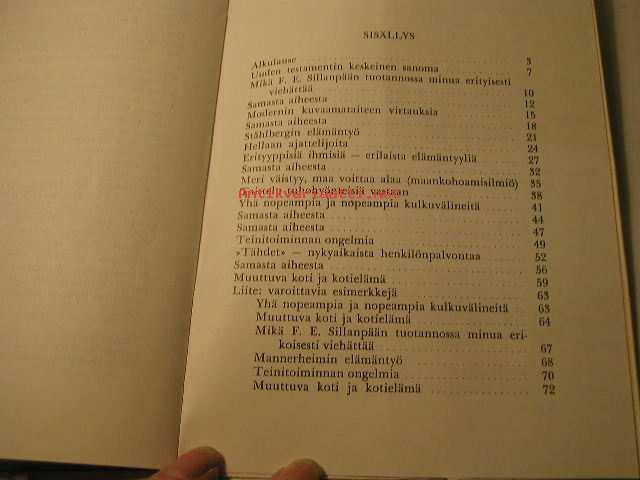 SISÄLLYS
Alkulause 3
Uuden testamentin keskeinen sanoma 7
Mikä F. E. Sillanpään tuotannossa minua erityisesti
viehättää 10
Samasta aiheesta 12
Modernin kuvaamataiteen virtauksia 15
Samasta aiheesta 18
Ståhlbergin elämäntyö 21
Hellaan ajattelijoita 24
Erityyppisiä ihmisiä — erilaista elämäntyyliä 27
Samasta aiheesta 32
Meri väistyy, maa voittaa alaa (maankohoamisilmiö) 35
tuhohyönteisiä vastaan 38
Yhä nopeampia ja nopeampia kulkuvälineitä 41
Samasta aiheesta 44
Samasta aiheesta 47
Teinitoiminnan ongelmia 49
»Tähdet» — nykyaikaista henkilönpalvontaa 52
Samasta aiheesta 56
Muuttuva koti ja kotielämä 59
Liite: varoittavia esimerkkejä 63
Yhä nopeampia ja nopeampia kulkuvälineitä 63
Muuttuva koti ja kotielämä 64
Mikä F. E. Sillanpään tuotannossa minua eri-
koisesti viehättää 67
Mannerheimin elämäntyö 68
Teinitoiminnan ongelmia 70
Muuttuva koti ja kotielämä 72